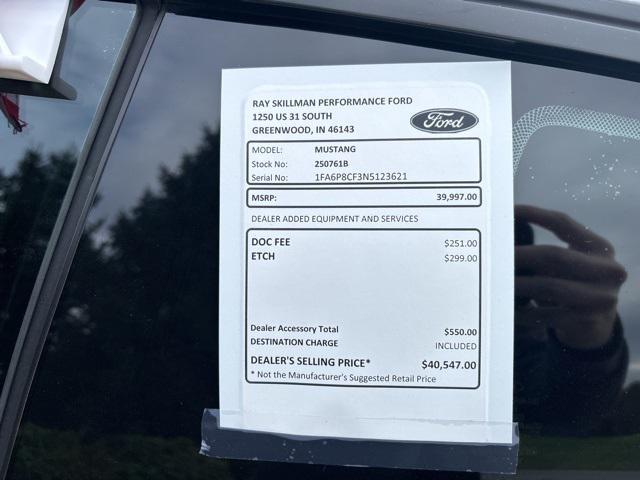 RAY SKILLMAN PERFORMANCE FORD
1250 US 31 SOUTH
GREENWOOD, IN 46143
Ford
MODEL: MUSTANG
Stock No: 250761B
Serial No: 1FA6P8CF3N5123621
MSRP: 39,997.00
DEALER ADDED EQUIPMENT AND SERVICES
DOC FEE $251.00
ETCH $299.00
Dealer Accessory Total $550.00
DESTINATION CHARGE INCLUDED
DEALER'S SELLING PRICE* $40,547.00
* Not the Manufacturer's Suggested Retail Price